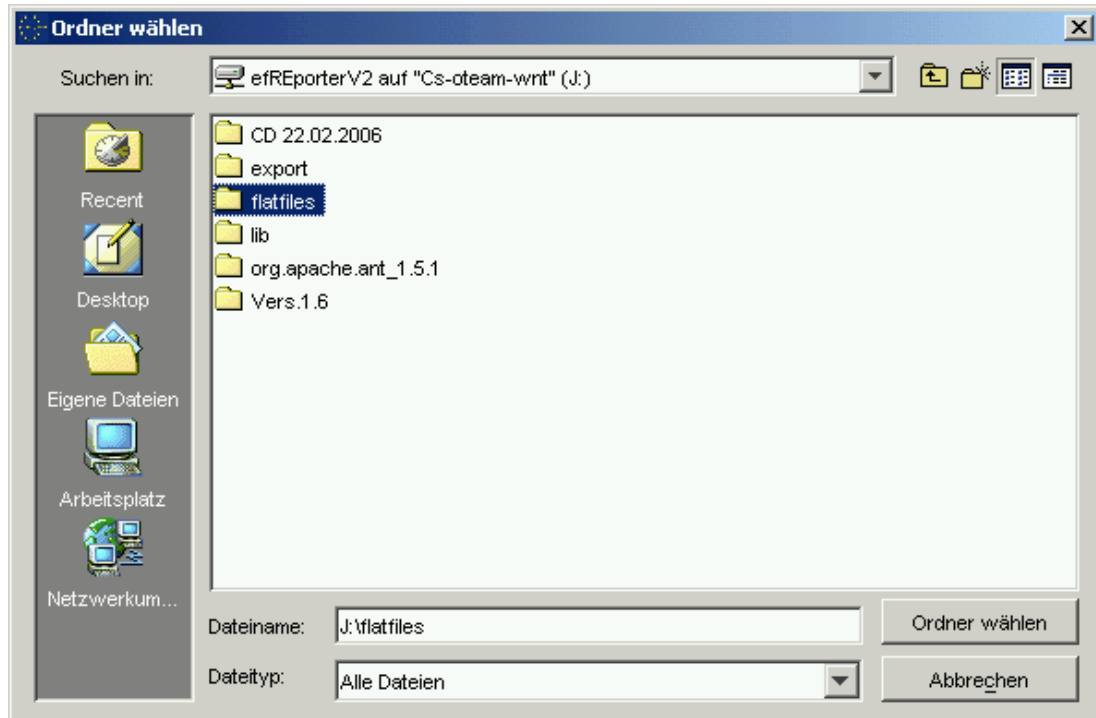 Ordner wählen
Suchen in:
efREporterV2 auf "Cs-oteam-wnt" (J:)
Recent
Desktop
Eigene Dateien
Arbeitsplatz
Netzwerkum...
CD 22.02.2006
export
flatfiles
lib
org.apache.ant_1.5.1
Vers.1.6
Dateiname:
J:\flatfiles
Ordner wählen
Dateityp:
Alle Dateien
Abbrechen